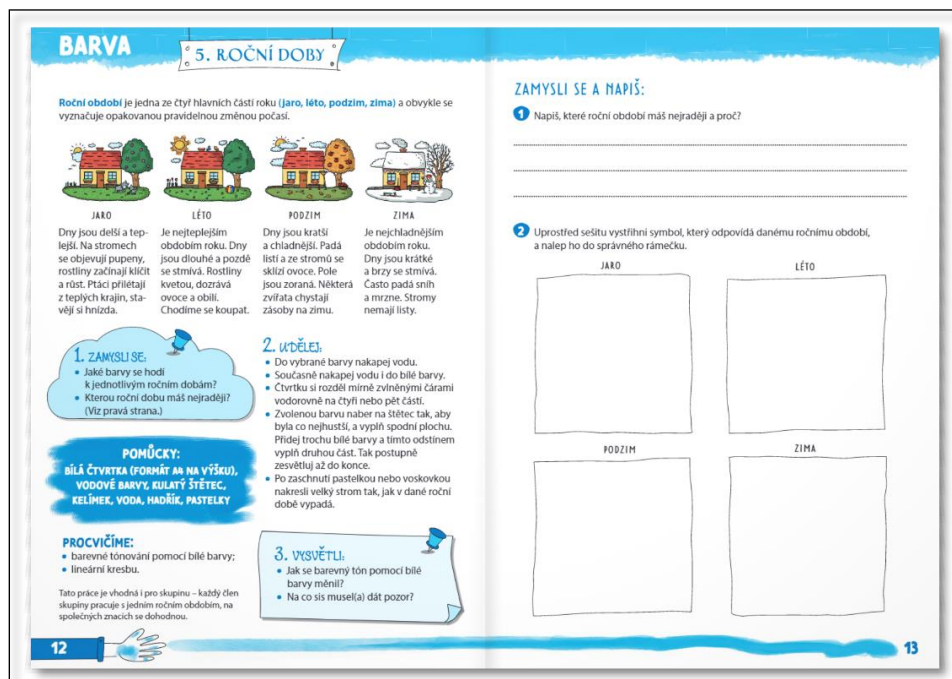 BARVA
5. ROČNÍ DOBY
Roční období je jedna ze čtyř hlavních částí roku (jaro, léto, podzim, zima) a obvykle se
vyznačuje opakovanou pravidelnou změnou počasí.
JARO
Dny jsou delší a tep-
lejší. Na stromech
se objevují pupeny,
rostliny začínají klíčit
a růst. Ptáci přilétají
z teplých krajin, sta-
vějí si hnízda.
LÉTO
Je nejteplejším
obdobím roku. Dny
jsou dlouhé a pozdě
se stmívá. Rostliny
kvetou, dozrává
ovoce a obilí.
Chodíme se koupat.
PODZIM
Dny jsou kratší
a chladnější. Padá
listí a ze stromů se
sklízí ovoce. Pole
jsou zoraná. Některá
zvířata chystají
zásoby na zimu.
ZIMA
Je nejchladnějším
obdobím roku.
Dny jsou krátké
a brzy se stmívá.
Často padá sníh
a mrzne. Stromy
nemají listy.
1. ZAMYSLI SE:
• Jaké barvy se hodí
k jednotlivým ročním dobám?
• Kterou roční dobu máš nejraději?
(Viz pravá strana.)
POMŮCKY:
BÍLÁ ČTVRTKA (FORMÁT A4 NA VÝŠKU),
VODOVÉ BARVY, KULATÝ ŠTĚTEC,
KELÍMEK, VODA, HADŘÍK, PASTELKY
PROCVIČÍME:
• barevné tónování pomocí bílé barvy;
• lineární kresbu.
Tato práce je vhodná i pro skupinu – každý člen
skupiny pracuje s jedním ročním obdobím, na
společných znacích se dohodnou.
2. UDĚLEJ:
• Do vybrané barvy nakapej vodu.
• Současně nakapej vodu i do bílé barvy.
• Čtvrtku si rozděl mírně zvlněnými čárami
vodorovně na čtyři nebo pět částí.
• Zvolenou barvu naber na štětec tak, aby
byla co nejhustší, a vyplň spodní plochu.
Přidej trochu bílé barvy a tímto odstínem
vyplň druhou část. Tak postupně
zesvětluj až do konce.
• Po zaschnutí pastelkou nebo voskovkou
nakresli velký strom tak, jak v dané roční
době vypadá.
3. VYSVĚTLI:
• Jak se barevný tón pomocí bílé
barvy měnil?
• Na co sis musel(a) dát pozor?
12
ZAMYSLI SE A NAPIŠ:
1 Napiš, které roční období máš nejraději a proč?
2 Uprostřed sešitu vystřihni symbol, který odpovídá danému ročnímu období,
a nalep ho do správného rámečku.
JARO
LÉTO
PODZIM
ZIMA
13